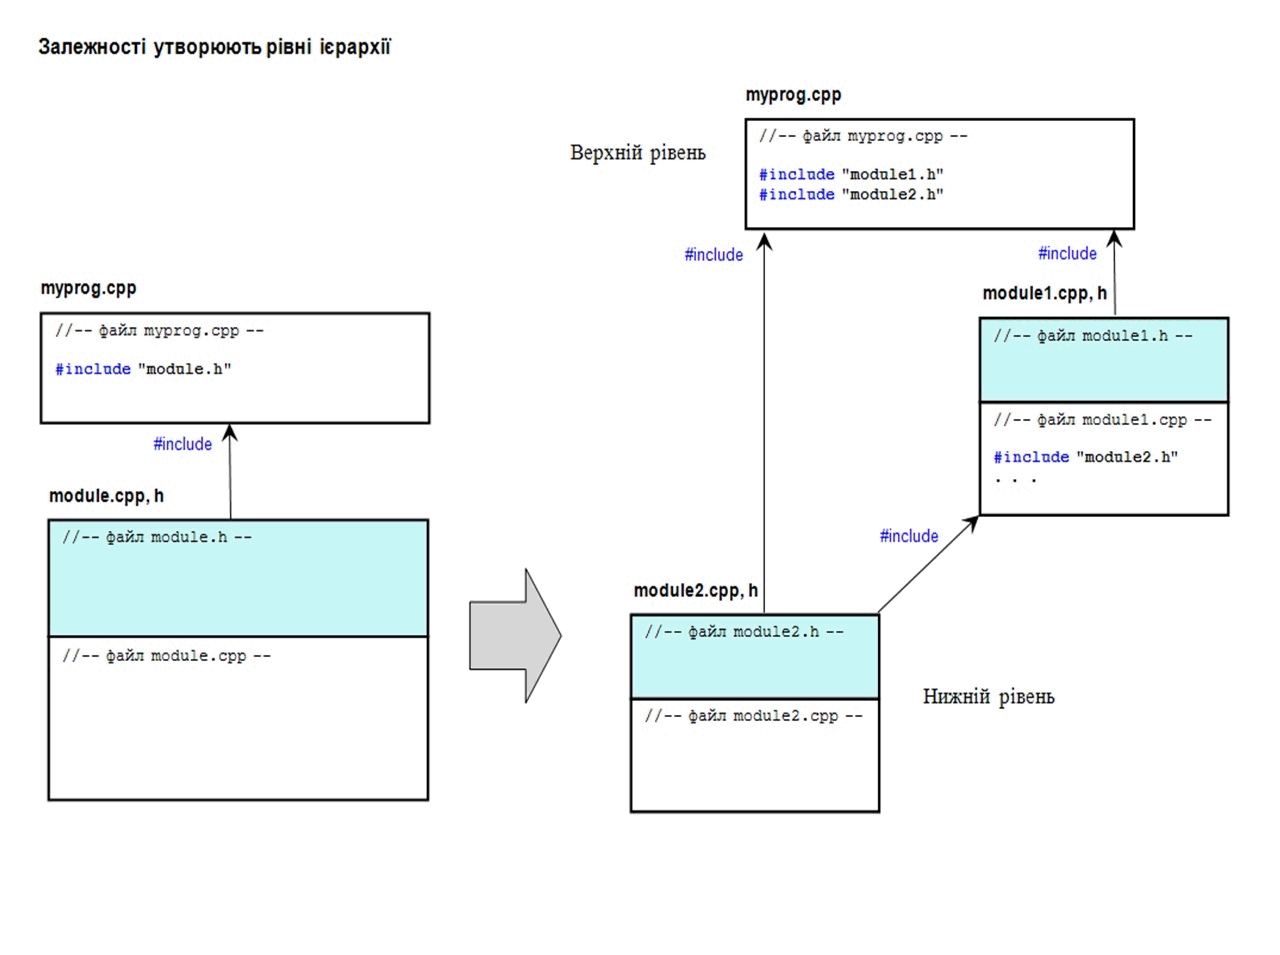 Залежності утворюють рівні ієрархії
myprog.cpp
//-- файл myprog.cpp --
#include "module.h"
#include
module.cpp, h
//-- файл module.h --
//-- файл module.cpp --
myprog.cpp
Верхній рівень
//-- файл myprog.cpp --
#include "module1.h"
#include "module2.h"
#include
#include
module1.cpp, h
//-- файл module1.h --
//-- файл module1.cpp --
#include "module2.h"
. . .
#include
module2.cpp, h
//-- файл module2.h --
//-- файл module2.cpp --
Нижній рівень